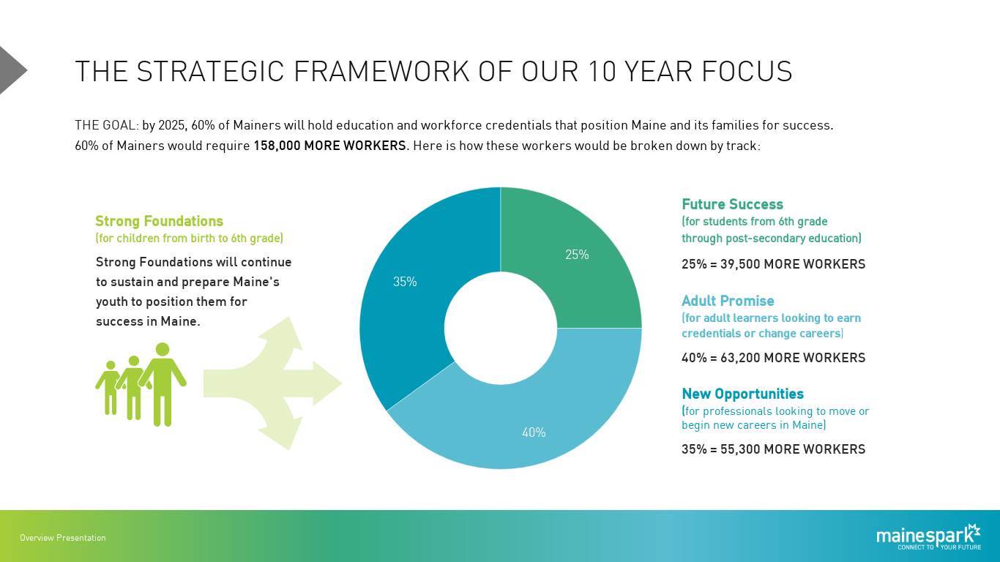 THE STRATEGIC FRAMEWORK OF OUR 10 YEAR FOCUS
THE GOAL: by 2025, 60% of Mainers will hold education and workforce credentials that position Maine and its families for success.
60% of Mainers would require 158,000 MORE WORKERS. Here is how these workers would be broken down by track:
Strong Foundations
(for children from birth to 6th grade)
Strong Foundations will continue
to sustain and prepare Maine's
youth to position them for
success in Maine.
25%
35%
40%
Future Success
(for students from 6th grade
through post-secondary education)
25% = 39,500 MORE WORKERS
Adult Promise
(for adult learners looking to earn
credentials or change careers)
40% = 63,200 MORE WORKERS
New Opportunities
(for professionals looking to move or
begin new careers in Maine)
35% = 55,300 MORE WORKERS
Overview Presentation
mainespark
CONNECT TO YOUR FUTURE